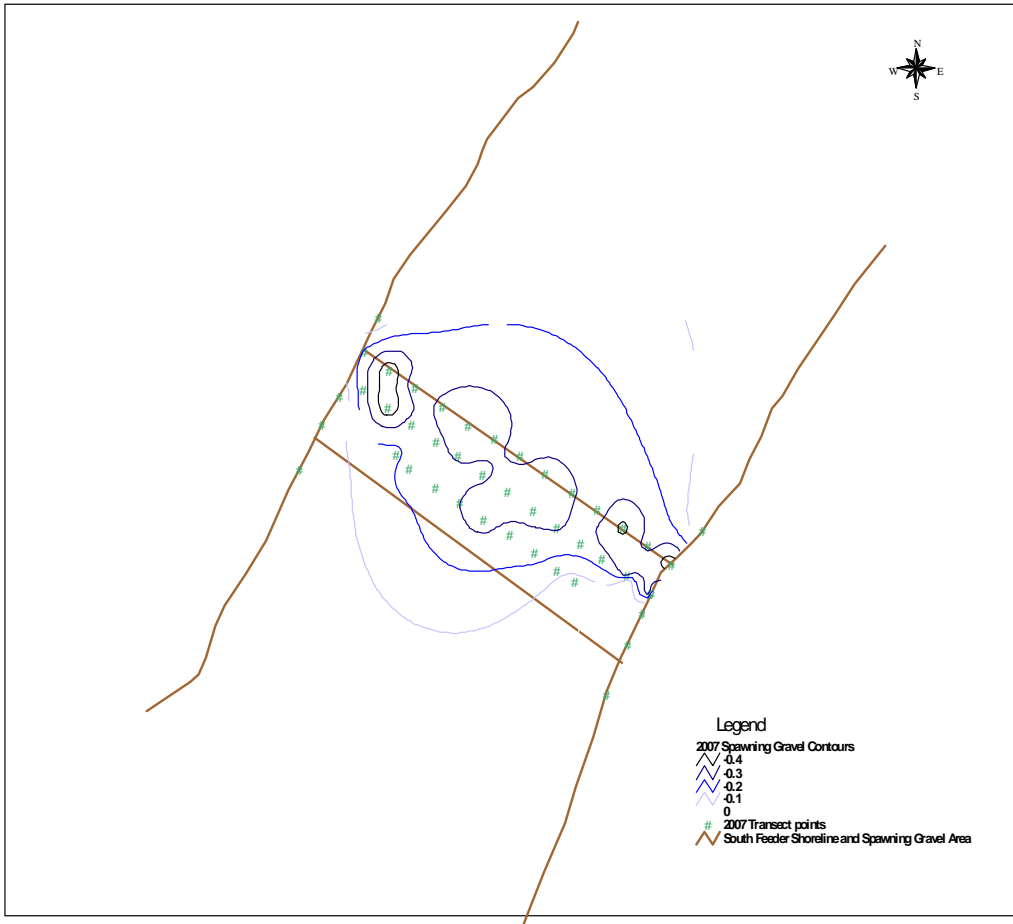 N
W E
S
Legend
2007 Spawning Gravel Contours
-0.4
-0.3
-0.2
-0.1
0
# 2007 Transect points
South Feeder Shoreline and Spawning Gravel Area